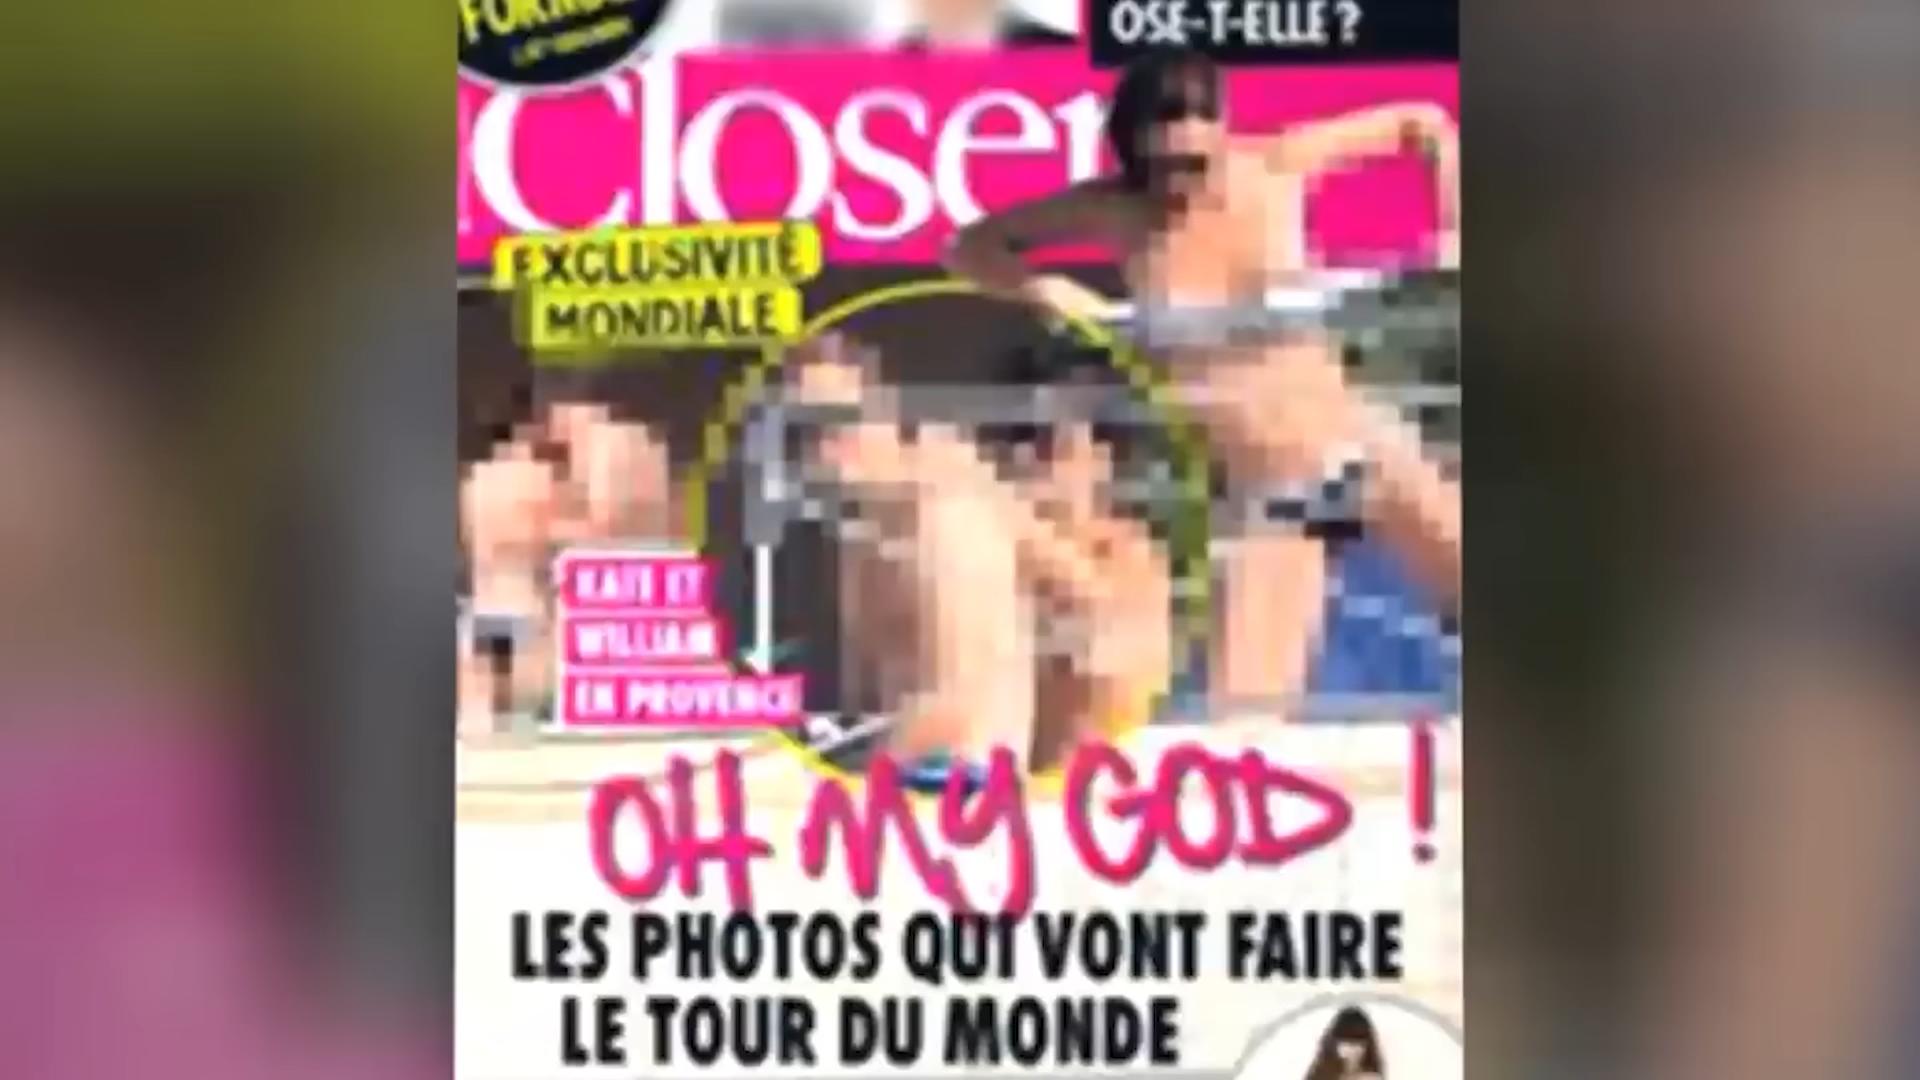 OSE-T-ELLE ?
Closer
EXCLUSIVITÉ
MONDIALE
KATE ET
WILLIAM
EN PROVENCE
OH MY GOD !
LES PHOTOS QUI VONT FAIRE
LE TOUR DU MONDE